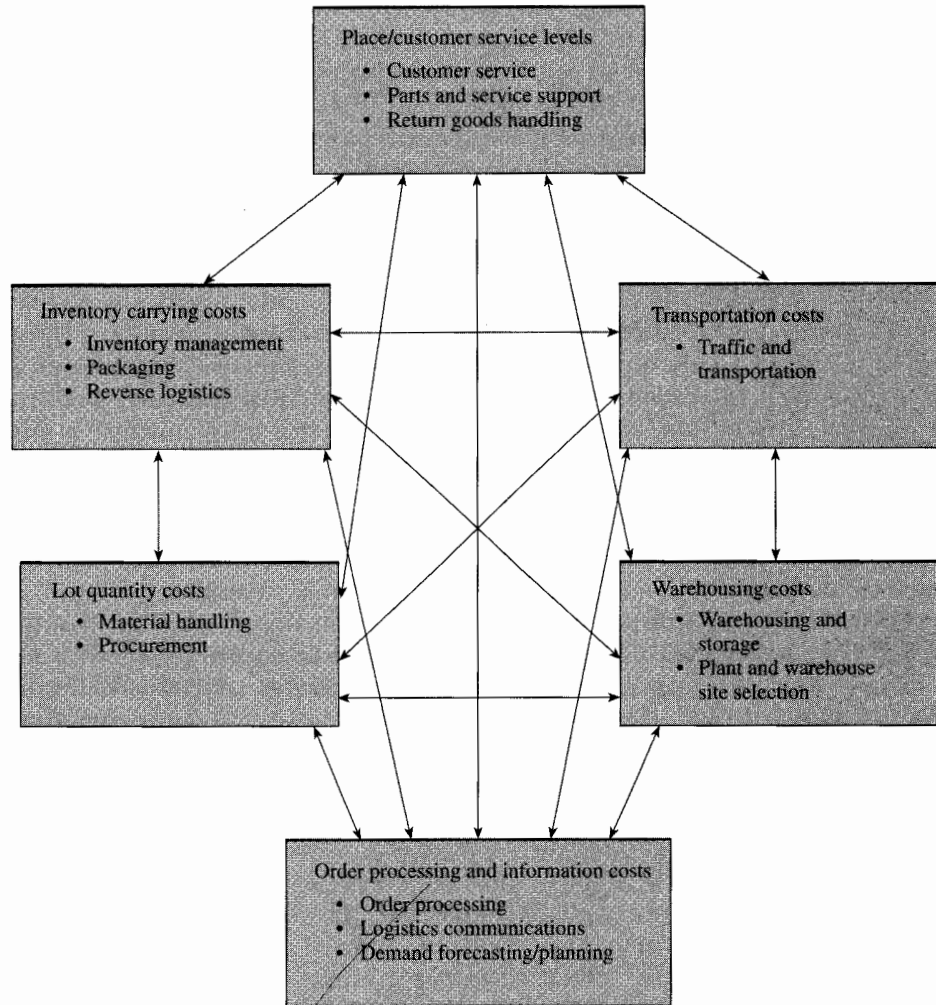 Place/customer service levels
• Customer service
• Parts and service support
• Return goods handling
Inventory carrying costs
• Inventory management
• Packaging
• Reverse logistics
Transportation costs
• Traffic and
transportation
Lot quantity costs
• Material handling
• Procurement
Warehousing costs
• Warehousing and
storage
• Plant and warehouse
site selection
Order processing and information costs
• Order processing
• Logistics communications
• Demand forecasting/planning